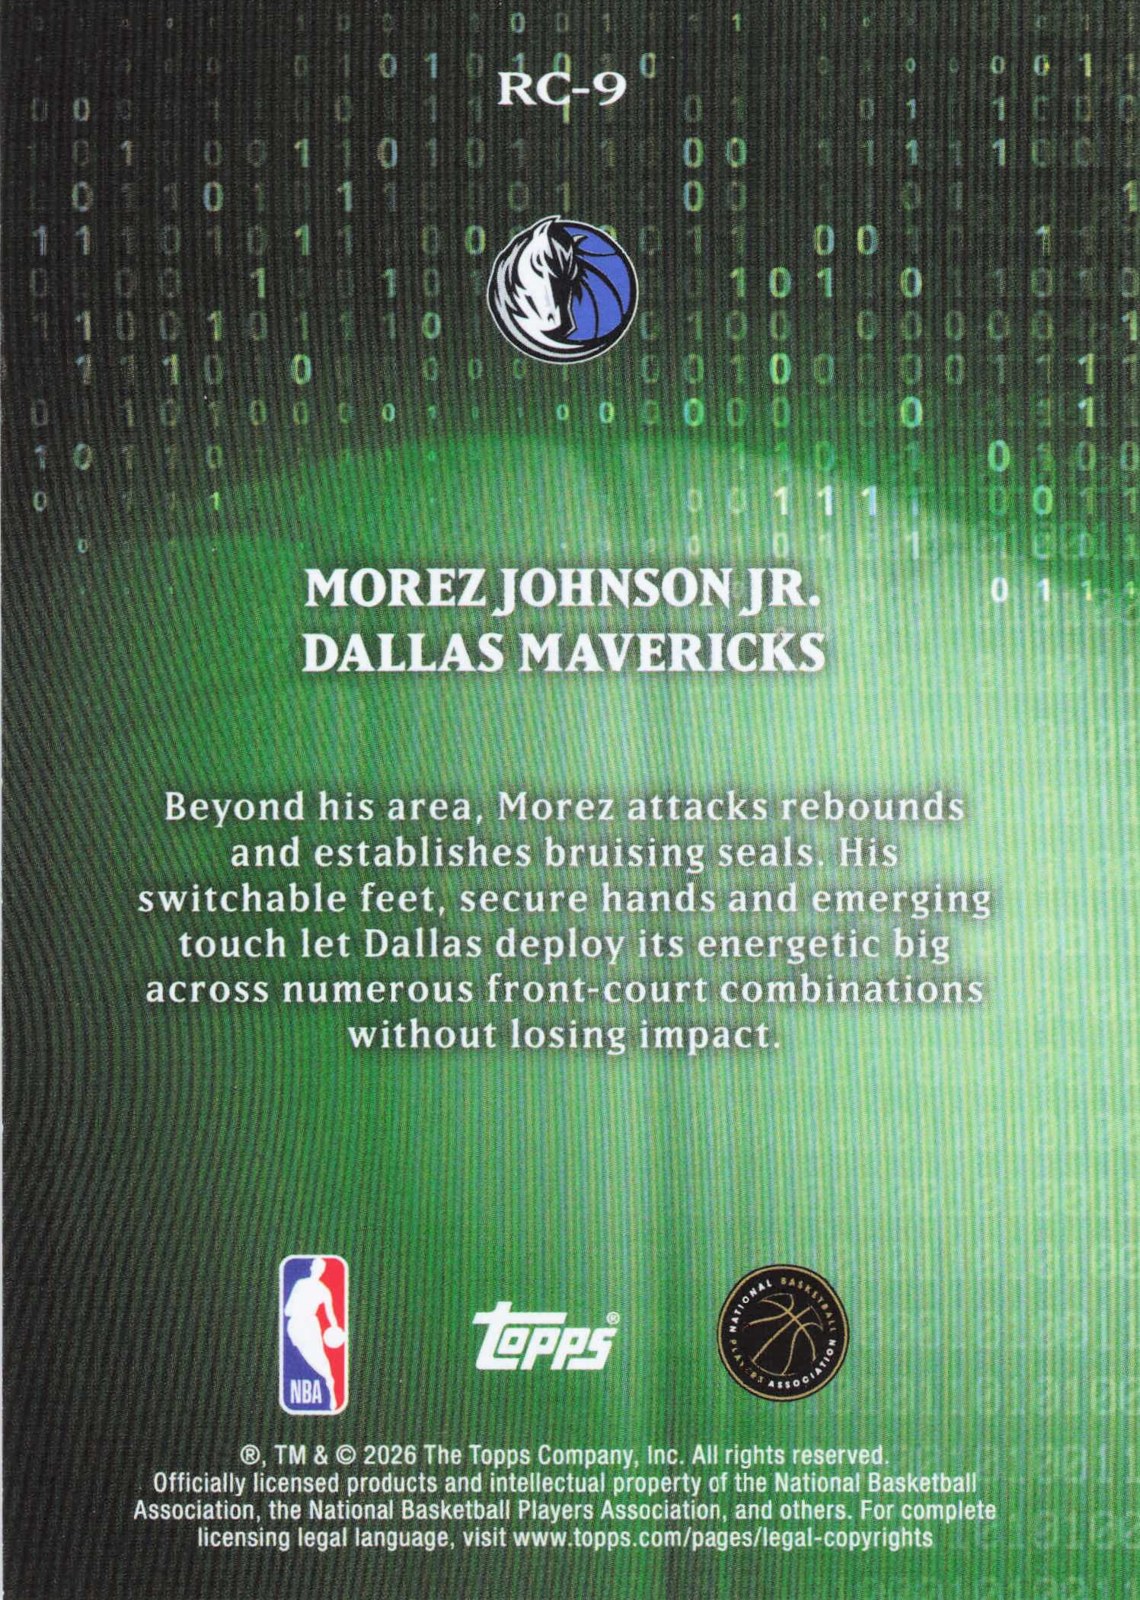 RC-9
MOREZ JOHNSON JR.
DALLAS MAVERICKS
Beyond his area, Morez attacks rebounds
and establishes bruising seals. His
switchable feet, secure hands and emerging
touch let Dallas deploy its energetic big
across numerous front-court combinations
without losing impact.
NBA
Topps®
NATIONAL BASKETBALL PLAYERS ASSOCIATION
®, TM & © 2026 The Topps Company, Inc. All rights reserved.
Officially licensed products and intellectual property of the National Basketball
Association, the National Basketball Players Association, and others. For complete
licensing legal language, visit www.topps.com/pages/legal-copyrights